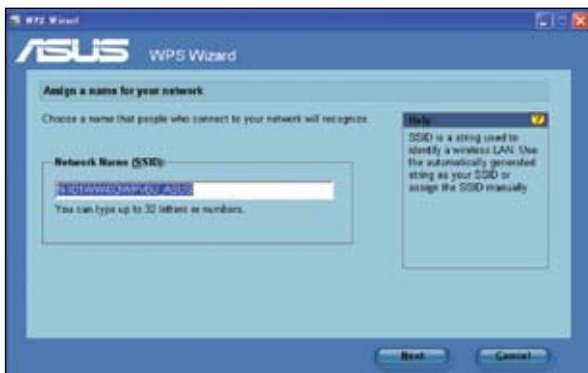 WPS Wizard
ASUS WPS Wizard
Assign a name for your network
Choose a name that people who connect to your network will recognize.
Network Name (SSID):
You can type up to 32 letters or numbers.
Help
SSID is a string used to
identify a wireless LAN. Use
the automatically generated
string as your SSID or
assign the SSID manually.
Next
Cancel